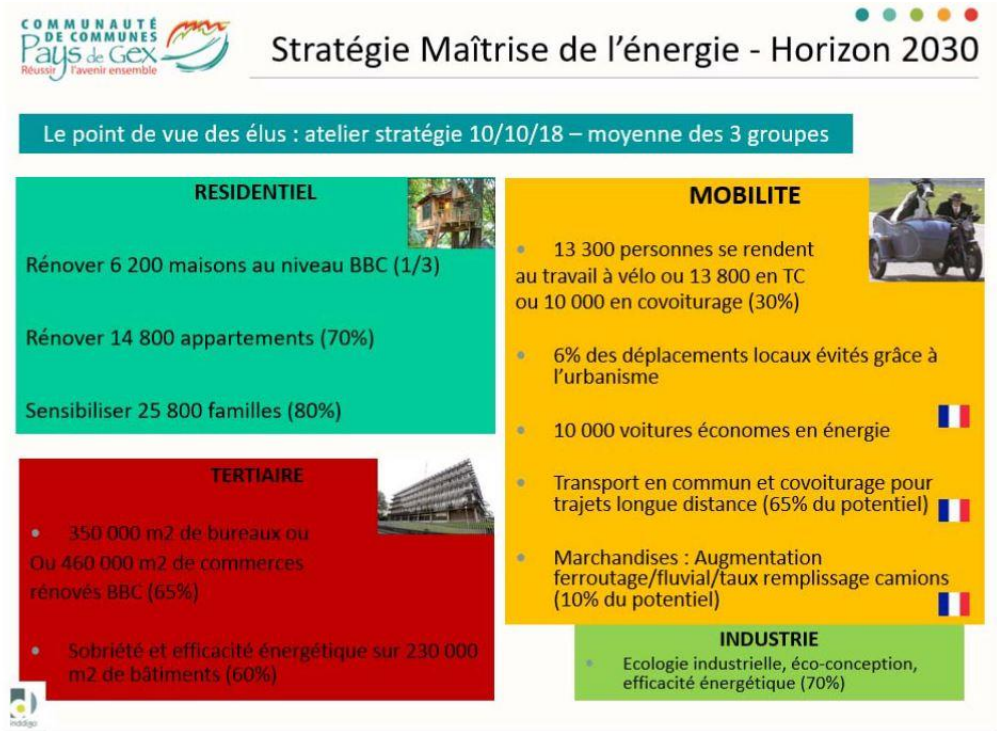 COMMUNAUTÉ
DE COMMUNES
Pays de Gex
Réussir l'avenir ensemble
Stratégie Maîtrise de l'énergie - Horizon 2030
Le point de vue des élus : atelier stratégie 10/10/18 – moyenne des 3 groupes
RESIDENTIEL
Rénover 6 200 maisons au niveau BBC (1/3)
Rénover 14 800 appartements (70%)
Sensibiliser 25 800 familles (80%)
TERTIAIRE
• 350 000 m2 de bureaux ou
Ou 460 000 m2 de commerces
rénovés BBC (65%)
• Sobriété et efficacité énergétique sur 230 000
m2 de bâtiments (60%)
MOBILITE
• 13 300 personnes se rendent
au travail à vélo ou 13 800 en TC
ou 10 000 en covoiturage (30%)
• 6% des déplacements locaux évités grâce à
l'urbanisme
• 10 000 voitures économes en énergie
• Transport en commun et covoiturage pour
trajets longue distance (65% du potentiel)
• Marchandises : Augmentation
ferroutage/fluvial/taux remplissage camions
(10% du potentiel)
INDUSTRIE
• Ecologie industrielle, éco-conception,
efficacité énergétique (70%)
inddigo